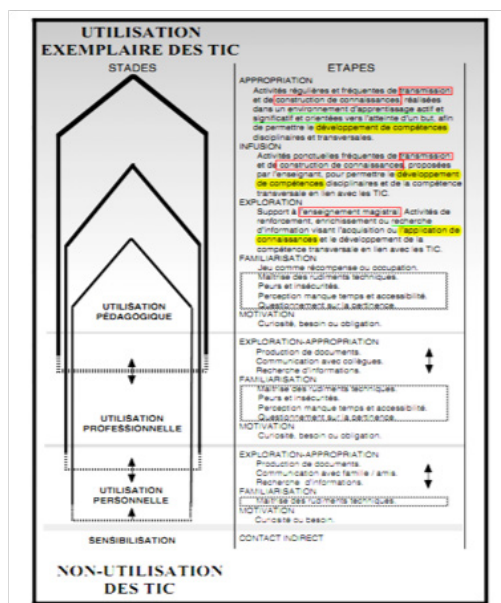 UTILISATION
EXEMPLAIRE DES TIC
STADES
ETAPES
APPROPRIATION
Activités régulières et fréquentes de transmission
et de construction de connaissances, réalisées
dans un environnement d'apprentissage actif et
significatif et orientées vers l'atteinte d'un but, afin
de permettre le développement de compétences
disciplinaires et transversales.
INFUSION
Activités ponctuelles fréquentes de transmission
et de construction de connaissances, proposées
par l'enseignant, pour permettre le développement
de compétences disciplinaires et de la compétence
transversale en lien avec les TIC.
EXPLORATION
Support à l'enseignement magistral. Activités de
renforcement, enrichissement ou recherche
d'information visant l'acquisition ou l'application de
connaissances et le développement de la
compétence transversale en lien avec les TIC.
FAMILIARISATION
Jeu comme récompense ou occupation.
Maîtrise des rudiments techniques.
Peurs et insécurités.
Perception manque temps et accessibilité.
Questionnement sur la pertinence.
MOTIVATION
Curiosité, besoin ou obligation.
UTILISATION
PÉDAGOGIQUE
EXPLORATION-APPROPRIATION
Production de documents.
Communication avec collègues.
Recherche d'informations.
FAMILIARISATION
Maîtrise des rudiments techniques.
Peurs et insécurités.
Perception manque temps et accessibilité.
Questionnement sur la pertinence.
MOTIVATION
Curiosité, besoin ou obligation.
UTILISATION
PROFESSIONNELLE
EXPLORATION-APPROPRIATION
Production de documents.
Communication avec famille / amis.
Recherche d'informations.
FAMILIARISATION
Maîtrise des rudiments techniques.
MOTIVATION
Curiosité ou besoin.
UTILISATION
PERSONNELLE
SENSIBILISATION
CONTACT INDIRECT
NON-UTILISATION
DES TIC